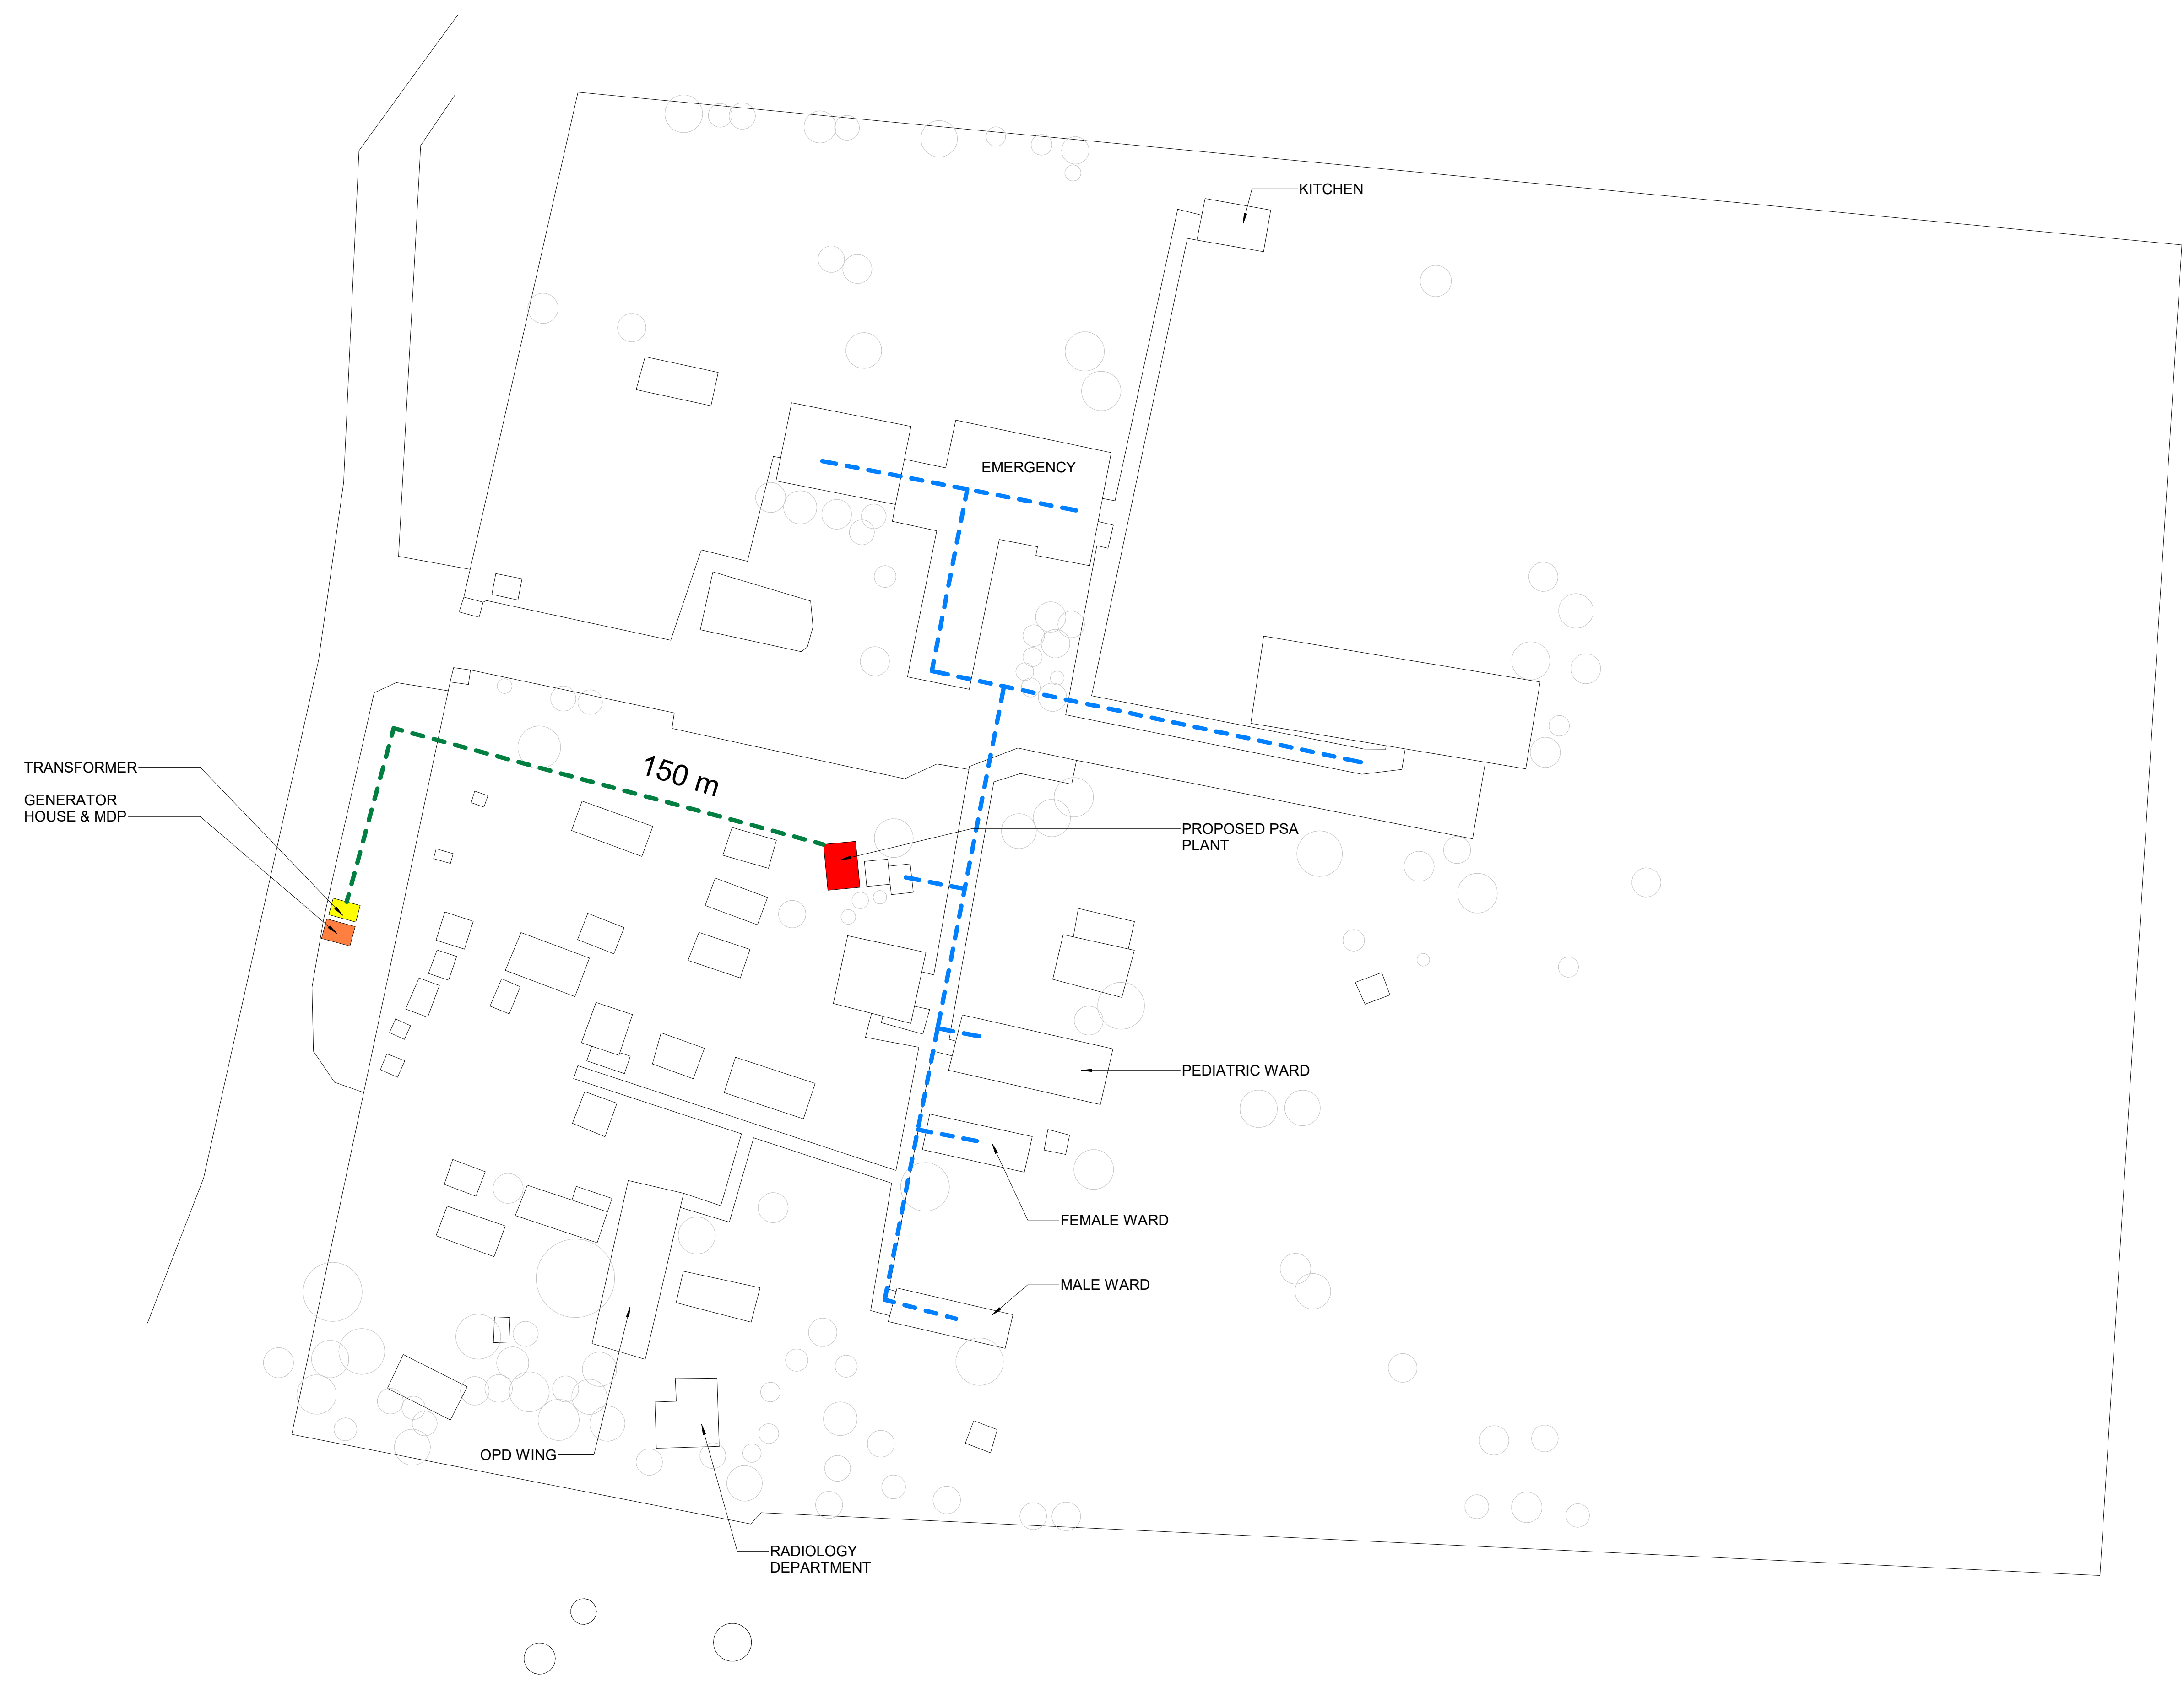 KITCHEN
EMERGENCY
TRANSFORMER
150 m
GENERATOR
HOUSE & MDP
PROPOSED PSA
PLANT
PEDIATRIC WARD
FEMALE WARD
MALE WARD
OPD WING
RADIOLOGY
DEPARTMENT